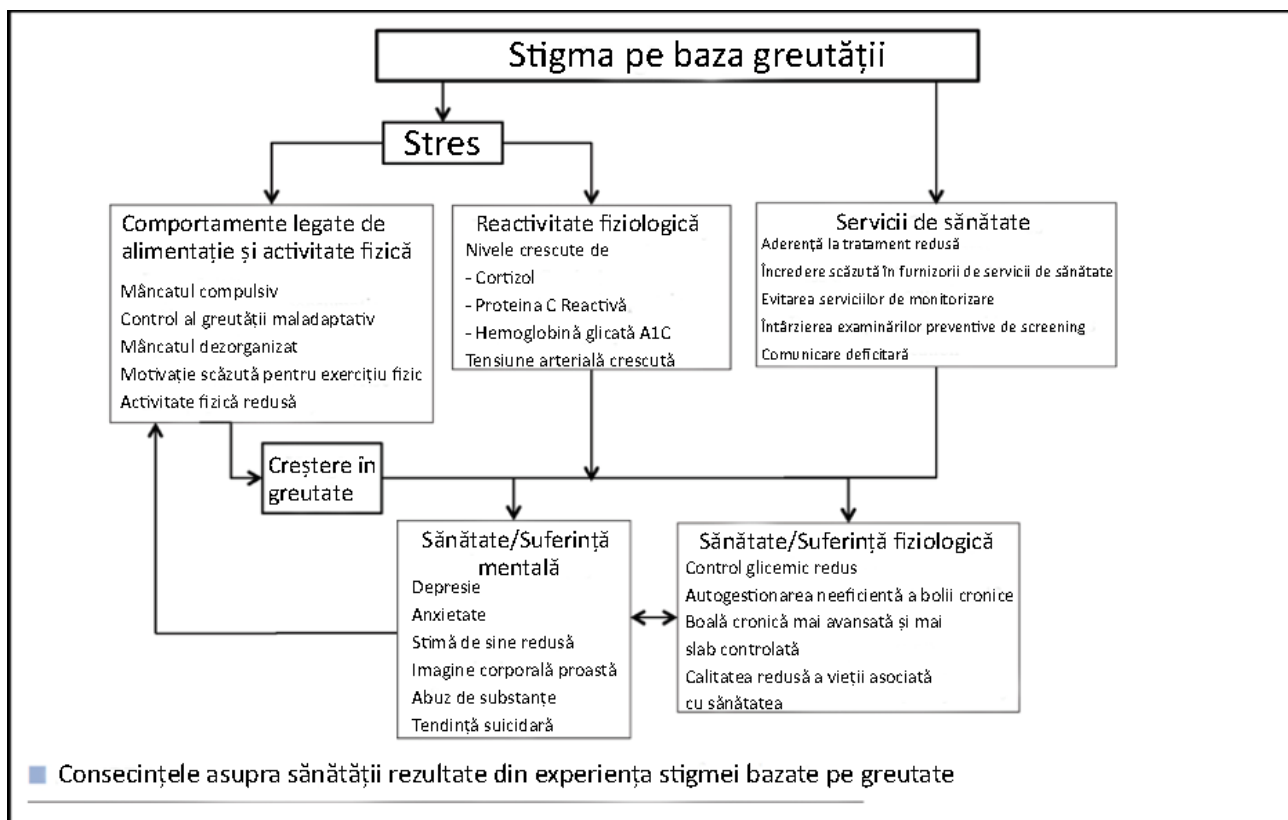 Stigma pe baza greutății
Stres
Comportamente legate de
alimentație și activitate fizică
Mâncatul compulsiv
Control al greutății maladaptativ
Mâncatul dezorganizat
Motivație scăzută pentru exercițiu fizic
Activitate fizică redusă
Reactivitate fiziologică
Nivele crescute de
- Cortizol
- Proteina C Reactivă
- Hemoglobină glicată A1C
Tensiune arterială crescută
Servicii de sănătate
Aderență la tratament redusă
Încredere scăzută în furnizorii de servicii de sănătate
Evitarea serviciilor de monitorizare
Întârzierea examinărilor preventive de screening
Comunicare deficitară
Creștere în
greutate
Sănătate/Suferință
mentală
Depresie
Anxietate
Stimă de sine redusă
Imagine corporală proastă
Abuz de substanțe
Tendință suicidară
Sănătate/Suferință fiziologică
Control glicemic redus
Autogestionarea neeficientă a bolii cronice
Boală cronică mai avansată și mai
slab controlată
Calitatea redusă a vieții asociată
cu sănătatea
Consecințele asupra sănătății rezultate din experiența stigmei bazate pe greutate